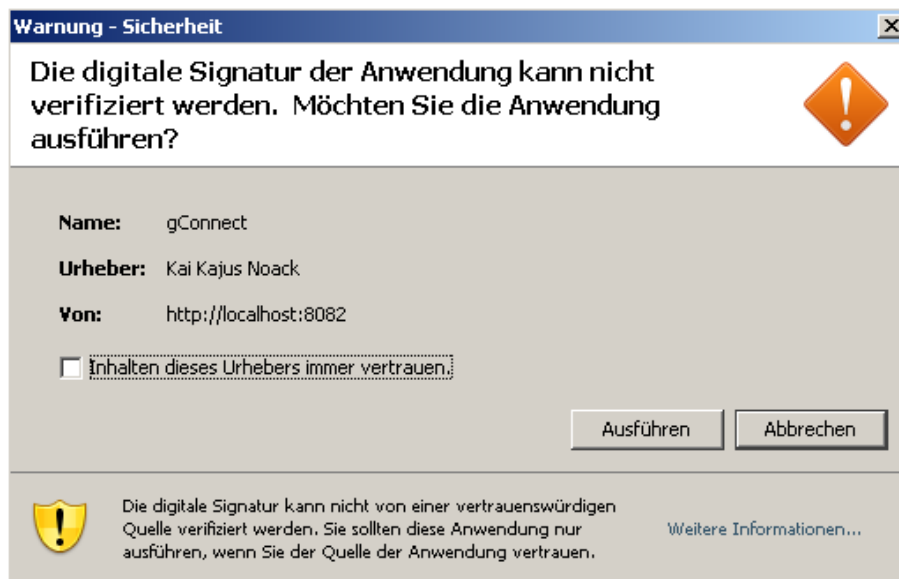 Warnung - Sicherheit
Die digitale Signatur der Anwendung kann nicht
verifiziert werden.  Möchten Sie die Anwendung
ausführen?
Name: gConnect
Urheber: Kai Kajus Noack
Von: http://localhost:8082
Inhalten dieses Urhebers immer vertrauen.
Ausführen Abbrechen
Die digitale Signatur kann nicht von einer vertrauenswürdigen
Quelle verifiziert werden. Sie sollten diese Anwendung nur
ausführen, wenn Sie der Quelle der Anwendung vertrauen.
Weitere Informationen...